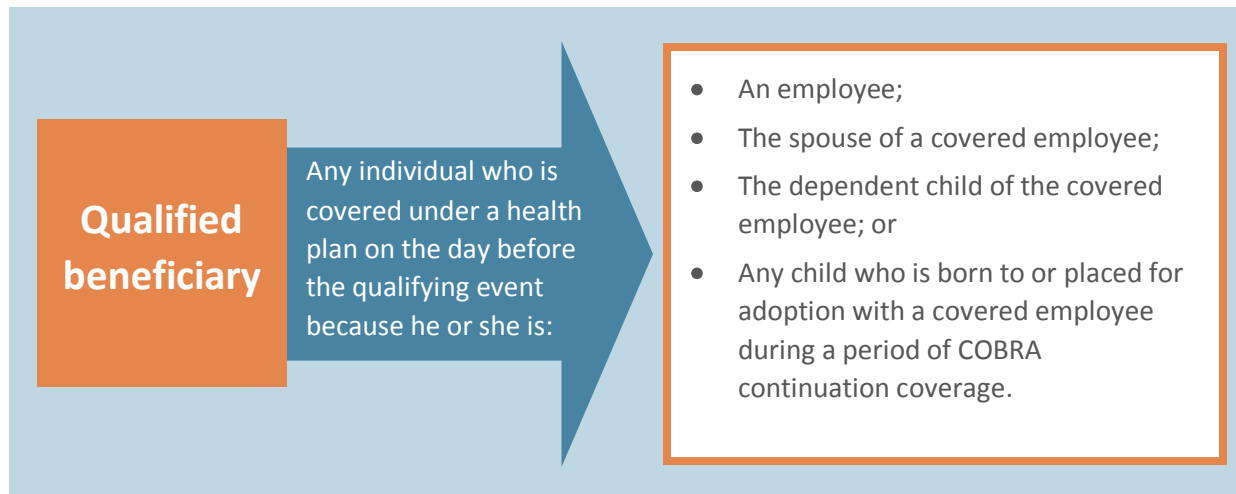 Qualified
beneficiary
Any individual who is
covered under a health
plan on the day before
the qualifying event
because he or she is:
● An employee;
● The spouse of a covered employee;
● The dependent child of the covered
employee; or
● Any child who is born to or placed for
adoption with a covered employee
during a period of COBRA
continuation coverage.